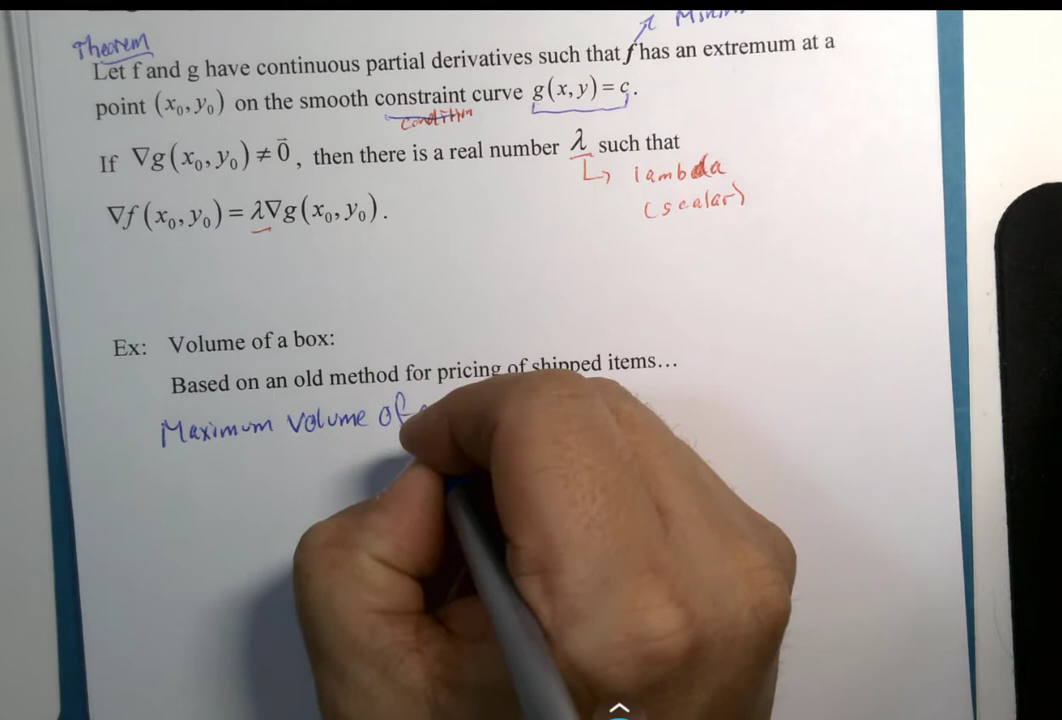 Theorem
Let f and g have continuous partial derivatives such that f has an extremum at a
point (x₀, y₀) on the smooth constraint curve g(x, y) = c.
condition
If ∇g(x₀, y₀) ≠ 0⃗, then there is a real number λ such that
↳ lambda
(scalar)
∇f(x₀, y₀) = λ∇g(x₀, y₀).
Ex: Volume of a box:
Based on an old method for pricing of shipped items...
Maximum volume of